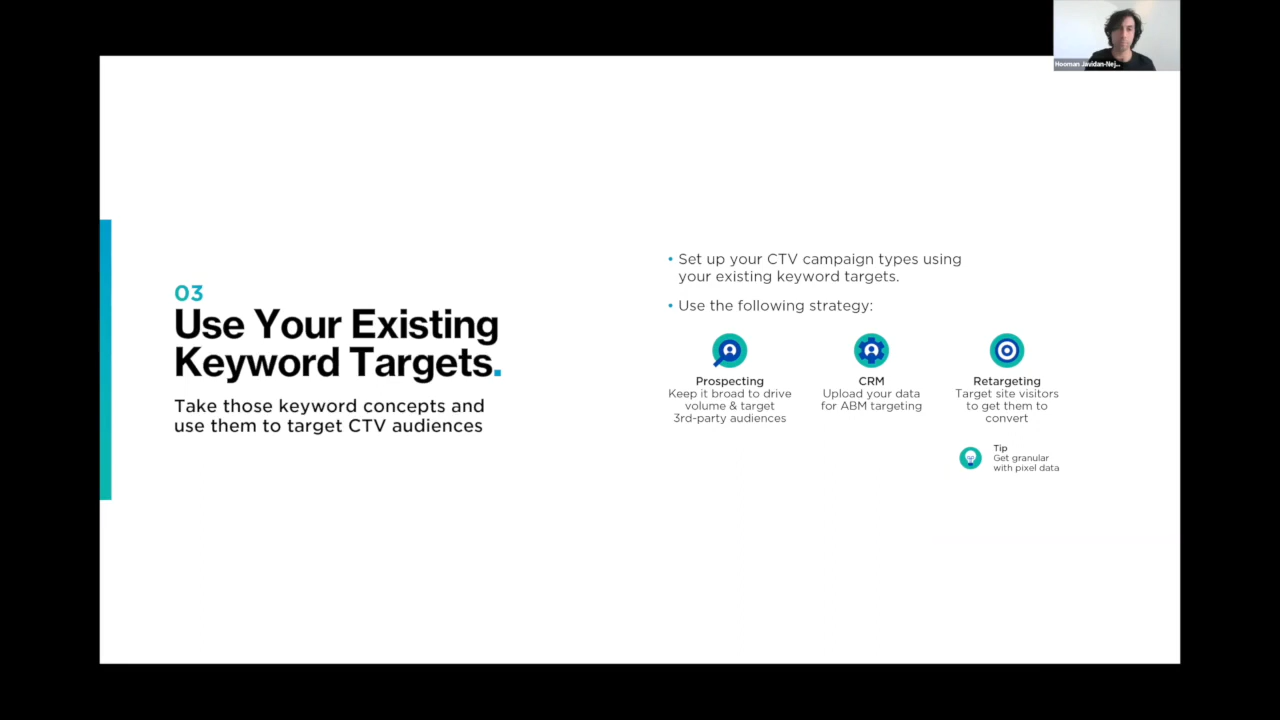 Hooman Javidan-Nej...
03
Use Your Existing
Keyword Targets.
Take those keyword concepts and
use them to target CTV audiences
• Set up your CTV campaign types using
your existing keyword targets.
• Use the following strategy:
Prospecting
Keep it broad to drive
volume & target
3rd-party audiences
CRM
Upload your data
for ABM targeting
Retargeting
Target site visitors
to get them to
convert
Tip
Get granular
with pixel data